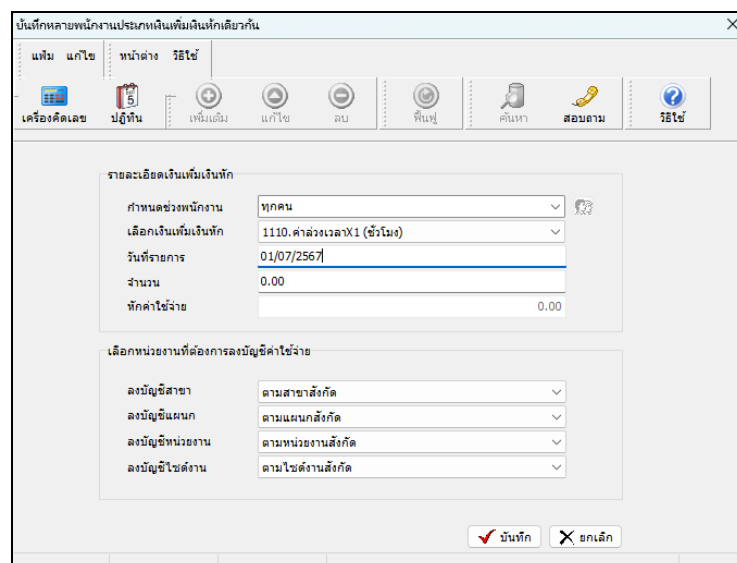 บันทึกหลายพนักงานประเภทเงินเพิ่มเงินหักเดียวกัน
แฟ้ม แก้ไข หน้าต่าง วิธีใช้
เครื่องคิดเลข ปฏิทิน เพิ่มเติม แก้ไข ลบ ฟื้นฟู ค้นหา สอบถาม วิธีใช้
รายละเอียดเงินเพิ่มเงินหัก
กำหนดช่วงพนักงาน ทุกคน
เลือกเงินเพิ่มเงินหัก 1110.ค่าล่วงเวลาX1 (ชั่วโมง)
วันที่รายการ 01/07/2567
จำนวน 0.00
หักค่าใช้จ่าย 0.00
เลือกหน่วยงานที่ต้องการลงบัญชีค่าใช้จ่าย
ลงบัญชีสาขา ตามสาขาสังกัด
ลงบัญชีแผนก ตามแผนกสังกัด
ลงบัญชีหน่วยงาน ตามหน่วยงานสังกัด
ลงบัญชีไซด์งาน ตามไซด์งานสังกัด
บันทึก ยกเลิก